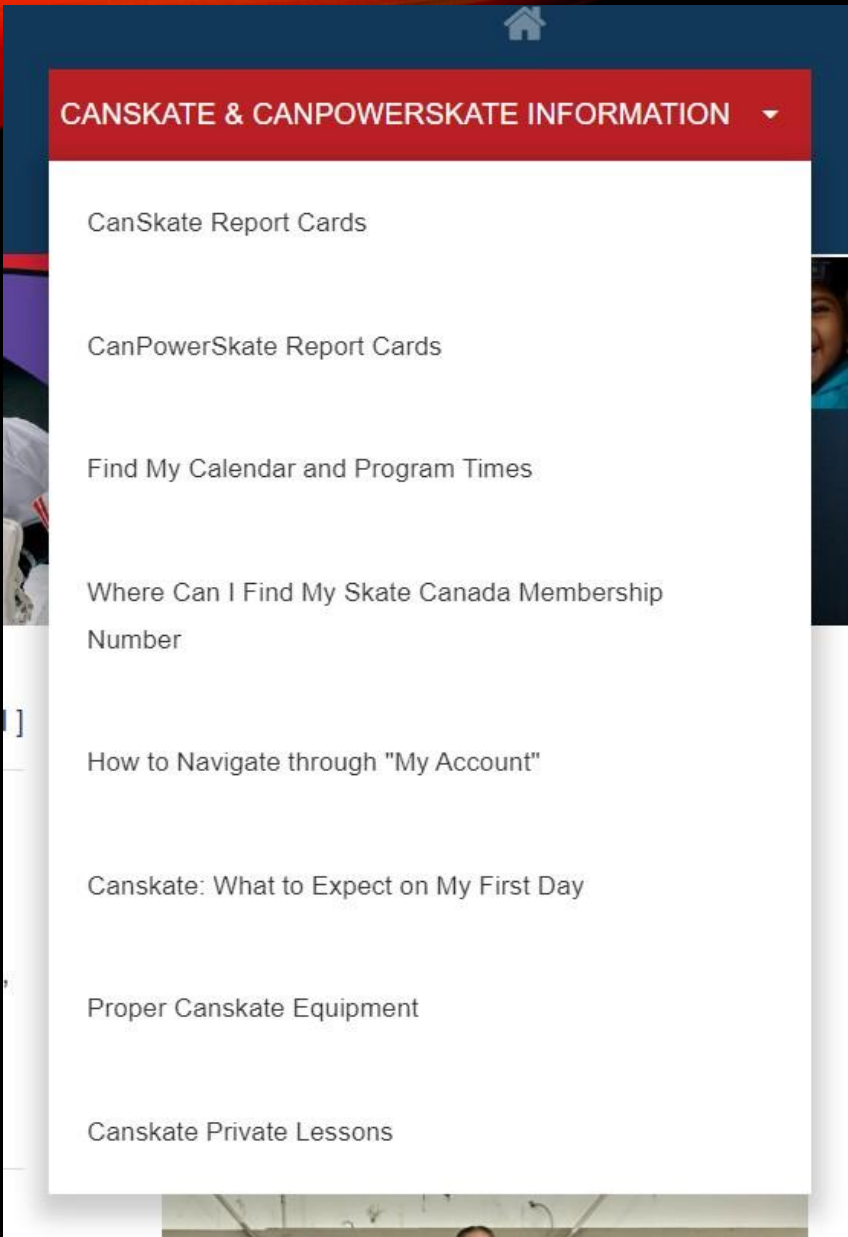 CANSKATE & CANPOWERSKATE INFORMATION
CanSkate Report Cards
CanPowerSkate Report Cards
Find My Calendar and Program Times
Where Can I Find My Skate Canada Membership
Number
]
How to Navigate through "My Account"
Canskate: What to Expect on My First Day
,
Proper Canskate Equipment
Canskate Private Lessons